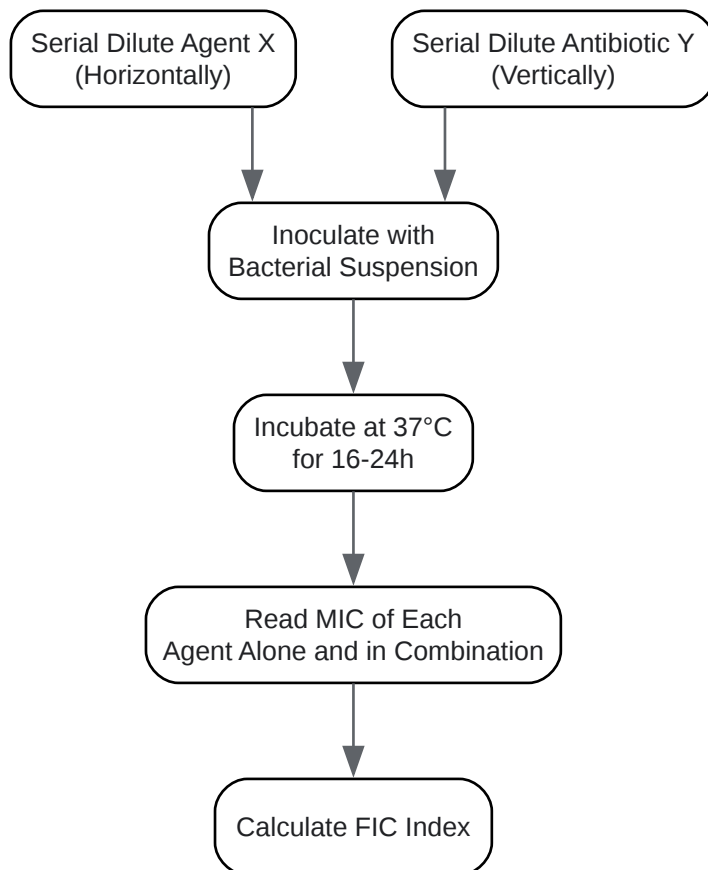 Serial Dilute Agent X
(Horizontally)
Serial Dilute Antibiotic Y
(Vertically)
Inoculate with
Bacterial Suspension
Incubate at 37°C
for 16-24h
Read MIC of Each
Agent Alone and in Combination
Calculate FIC Index